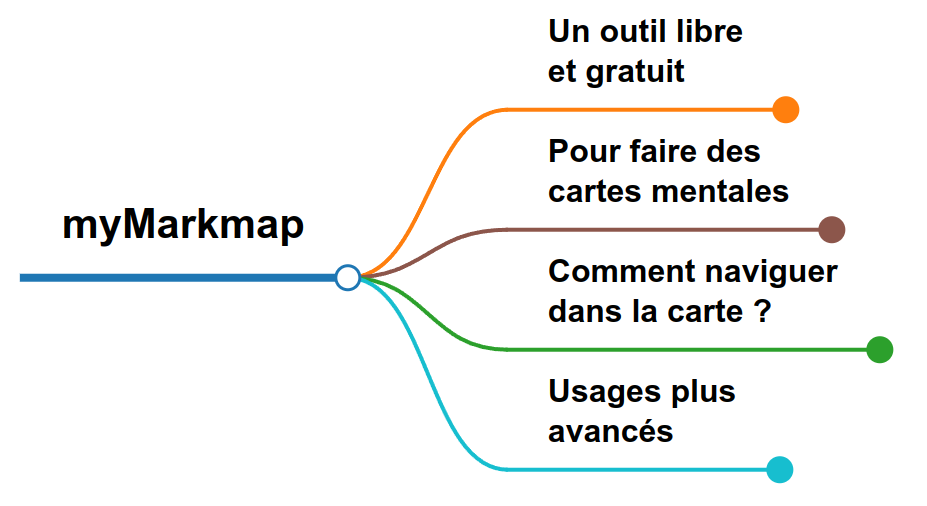 myMarkmap
Un outil libre
et gratuit
Pour faire des
cartes mentales
Comment naviguer
dans la carte ?
Usages plus
avancés